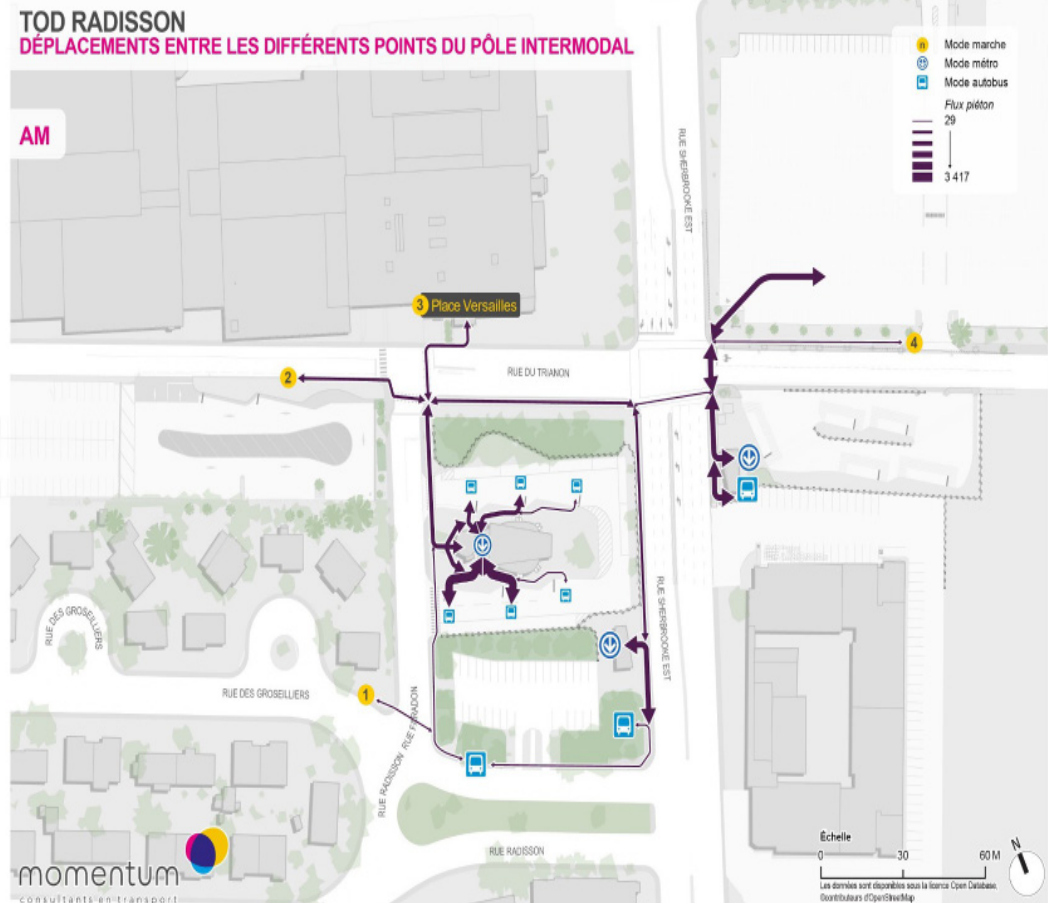 TOD RADISSON
DÉPLACEMENTS ENTRE LES DIFFÉRENTS POINTS DU PÔLE INTERMODAL
AM
n Mode marche
Mode métro
Mode autobus
Flux piéton
29
3 417
RUE SHERBROOKE EST
3 Place Versailles
4
2
RUE DU TRIANON
RUE DES GROSEILLIERS
RUE SHERBROOKE EST
RUE DES GROSEILLIERS
1
RUE FARADON
RUE RADISSON
RUE RADISSON
momentum
consultants en transport
Échelle
0 30 60 M
N
Les données sont disponibles sous la licence Open Database.
©contributeurs d'OpenStreetMap